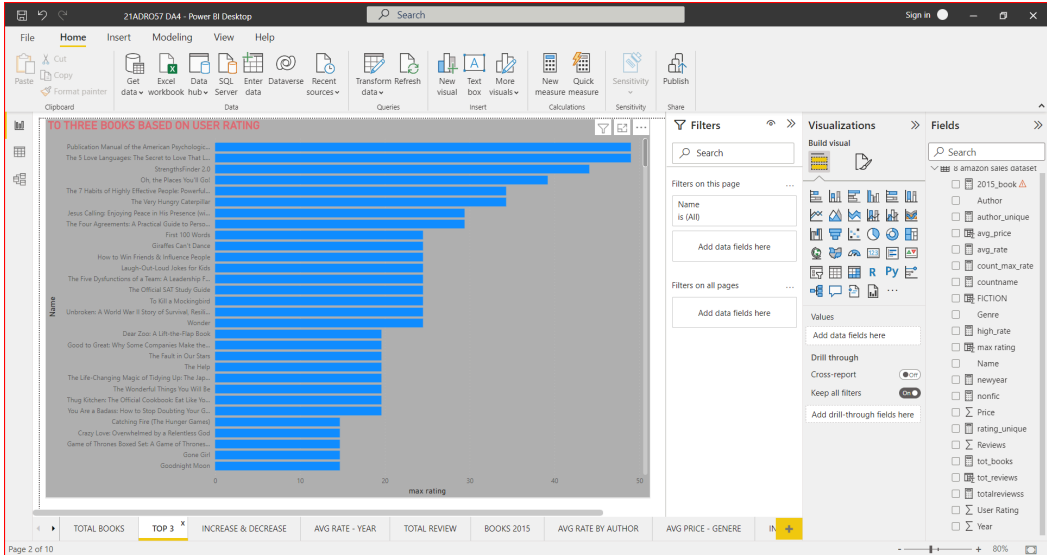 21ADRO57 DA4 - Power BI Desktop
Search
Sign in
File Home Insert Modeling View Help
Paste
Cut
Copy
Format painter
Get data
Excel workbook
Data hub
SQL Server
Enter data
Dataverse
Recent sources
Transform data
Refresh
New visual
Text box
More visuals
New measure
Quick measure
Sensitivity
Publish
Clipboard
Data
Queries
Insert
Calculations
Sensitivity
Share
TO THREE BOOKS BASED ON USER RATING
Name
Publication Manual of the American Psychologic...
The 5 Love Languages: The Secret to Love That L...
StrengthsFinder 2.0
Oh, the Places You'll Go!
The 7 Habits of Highly Effective People: Powerful...
The Very Hungry Caterpillar
Jesus Calling: Enjoying Peace in His Presence (wi...
The Four Agreements: A Practical Guide to Perso...
First 100 Words
Giraffes Can't Dance
How to Win Friends & Influence People
Laugh-Out-Loud Jokes for Kids
The Five Dysfunctions of a Team: A Leadership F...
The Official SAT Study Guide
To Kill a Mockingbird
Unbroken: A World War II Story of Survival, Resili...
Wonder
Dear Zoo: A Lift-the-Flap Book
Good to Great: Why Some Companies Make the...
The Fault in Our Stars
The Help
The Life-Changing Magic of Tidying Up: The Jap...
The Wonderful Things You Will Be
Thug Kitchen: The Official Cookbook: Eat Like Yo...
You Are a Badass: How to Stop Doubting Your G...
Catching Fire (The Hunger Games)
Crazy Love: Overwhelmed by a Relentless God
Game of Thrones Boxed Set: A Game of Thrones...
Gone Girl
Goodnight Moon
0 10 20 30 40 50
max rating
Filters
Search
Filters on this page
Name
is (All)
Add data fields here
Filters on all pages
Add data fields here
Visualizations
Build visual
123
R Py
Values
Add data fields here
Drill through
Cross-report Off
Keep all filters On
Add drill-through fields here
Fields
Search
8 amazon sales dataset
2015_book
Author
author_unique
avg_price
avg_rate
count_max_rate
countname
FICTION
Genre
high_rate
max rating
Name
newyear
nonfic
Price
rating_unique
Reviews
tot_books
tot_reviews
totalreviewss
User Rating
Year
TOTAL BOOKS
TOP 3
INCREASE & DECREASE
AVG RATE - YEAR
TOTAL REVIEW
BOOKS 2015
AVG RATE BY AUTHOR
AVG PRICE - GENERE
Page 2 of 10
80%